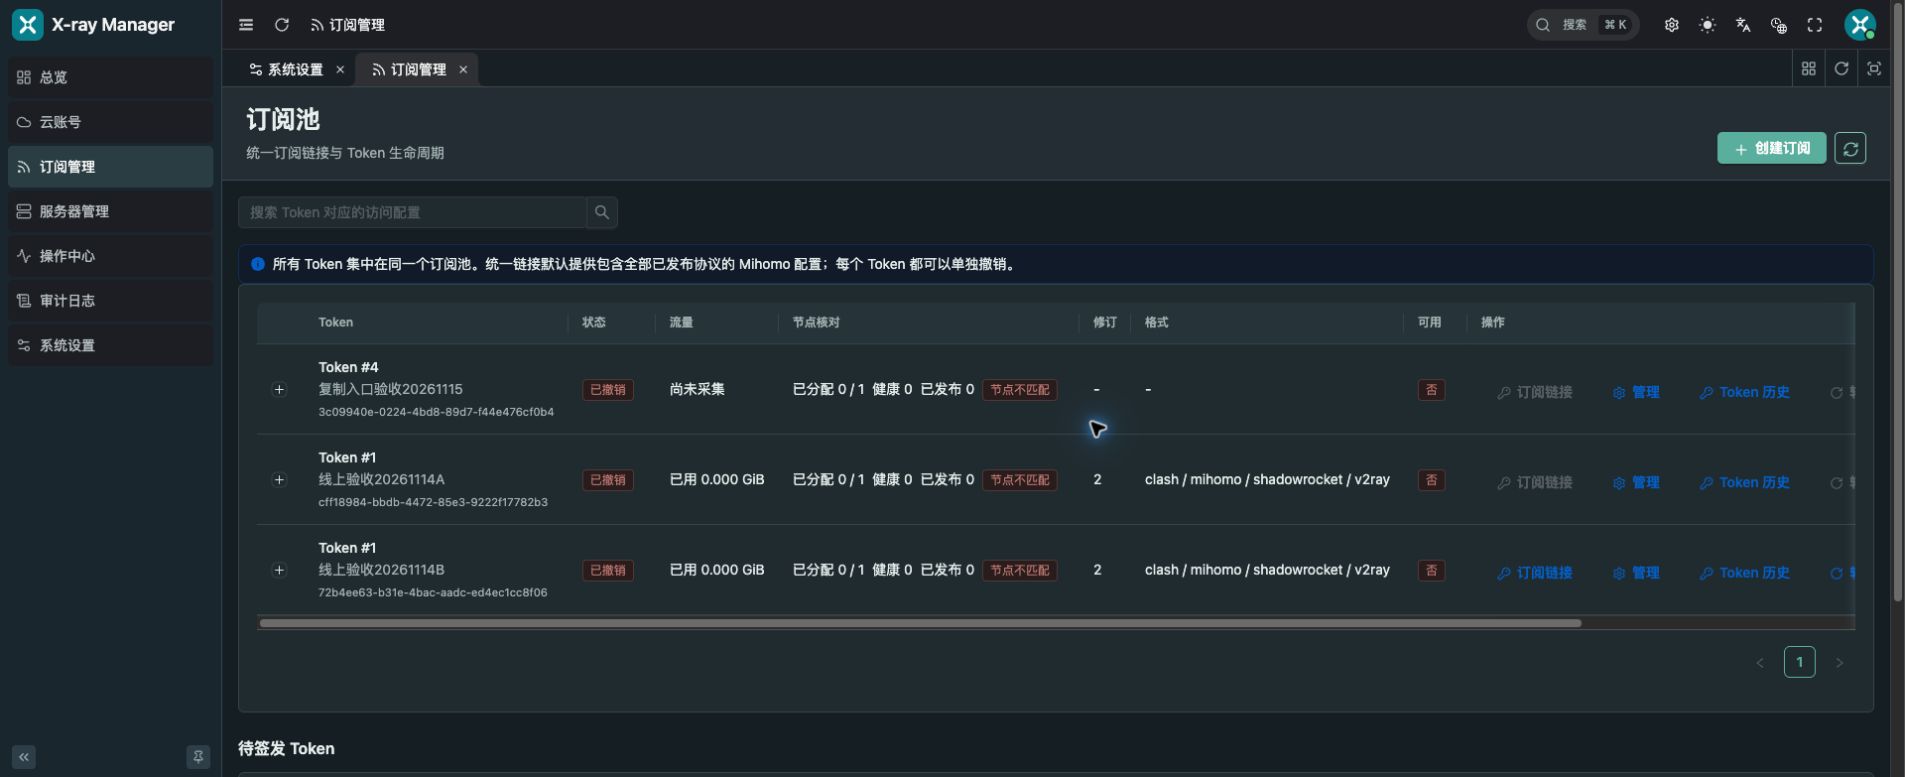 X-ray Manager
订阅管理
搜索 ⌘ K
总览
云账号
订阅管理
服务器管理
操作中心
审计日志
系统设置
系统设置 ×
订阅管理 ×
订阅池
统一订阅链接与 Token 生命周期
+ 创建订阅
搜索 Token 对应的访问配置
所有 Token 集中在同一个订阅池。统一链接默认提供包含全部已发布协议的 Mihomo 配置；每个 Token 都可以单独撤销。
Token 状态 流量 节点核对 修订 格式 可用 操作
Token #4
复制入口验收20261115
3c09940e-0224-4bd8-89d7-f44e476cf0b4
已撤销 尚未采集 已分配 0 / 1 健康 0 已发布 0 节点不匹配 - - 否 订阅链接 管理 Token 历史
Token #1
线上验收20261114A
cff18984-bbdb-4472-85e3-9222f17782b3
已撤销 已用 0.000 GiB 已分配 0 / 1 健康 0 已发布 0 节点不匹配 2 clash / mihomo / shadowrocket / v2ray 否 订阅链接 管理 Token 历史
Token #1
线上验收20261114B
72b4ee63-b31e-4bac-aadc-ed4ec1cc8f06
已撤销 已用 0.000 GiB 已分配 0 / 1 健康 0 已发布 0 节点不匹配 2 clash / mihomo / shadowrocket / v2ray 否 订阅链接 管理 Token 历史
< 1 >
待签发 Token